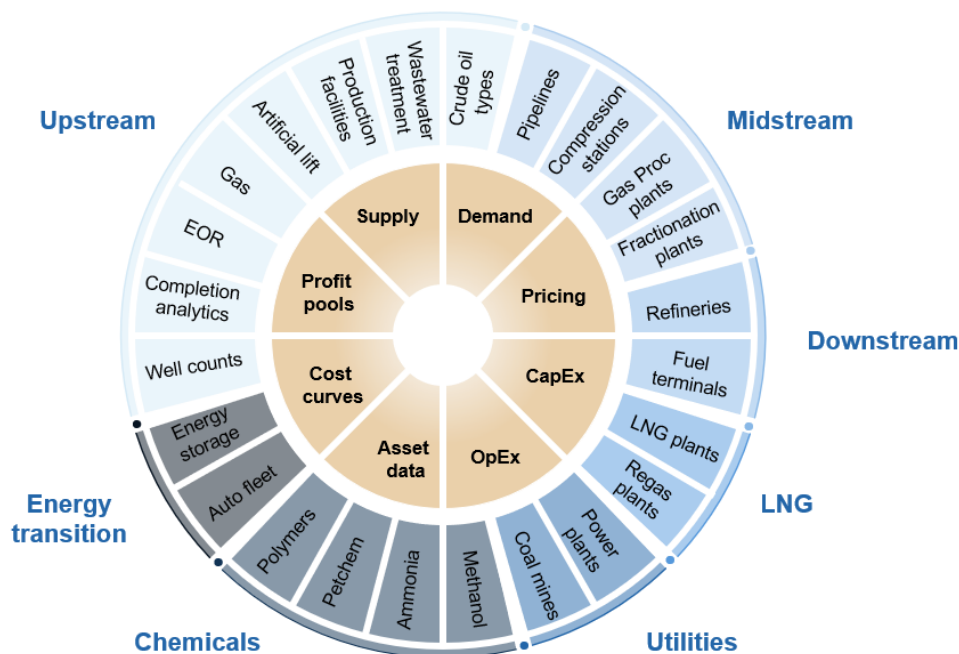 Upstream
Midstream
Downstream
LNG
Utilities
Chemicals
Energy
transition
Crude oil
types
Pipelines
Compression
stations
Gas Proc
plants
Fractionation
plants
Refineries
Fuel
terminals
LNG plants
Regas
plants
Power
plants
Coal mines
Methanol
Ammonia
Petchem
Polymers
Auto fleet
Energy
storage
Well counts
Completion
analytics
EOR
Gas
Artificial lift
Production
facilities
Wastewater
treatment
Supply
Demand
Pricing
CapEx
OpEx
Asset
data
Cost
curves
Profit
pools